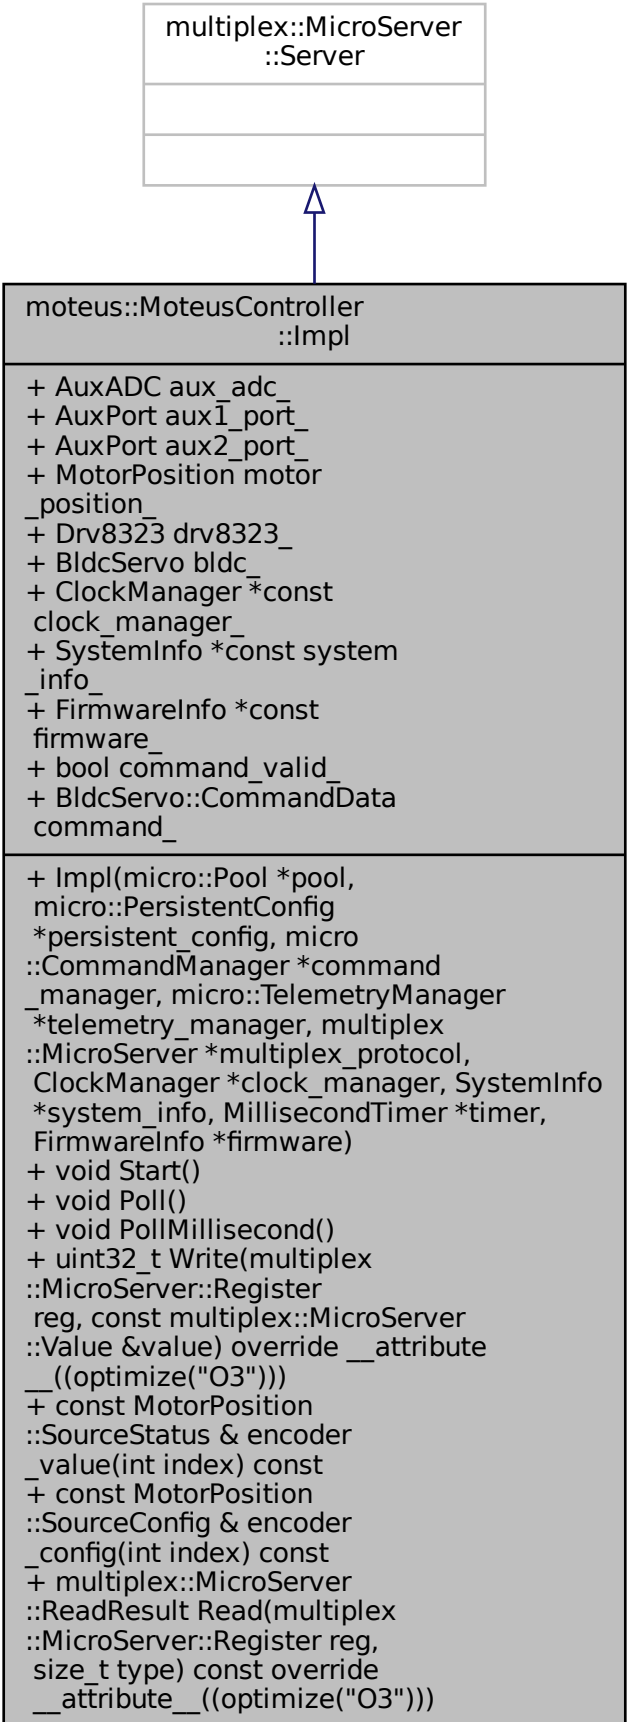 multiplex::MicroServer
::Server
moteus::MoteusController
::Impl
+ AuxADC aux_adc_
+ AuxPort aux1_port_
+ AuxPort aux2_port_
+ MotorPosition motor
_position_
+ Drv8323 drv8323_
+ BldcServo bldc_
+ ClockManager *const
clock_manager_
+ SystemInfo *const system
_info_
+ FirmwareInfo *const
firmware_
+ bool command_valid_
+ BldcServo::CommandData
command_
+ Impl(micro::Pool *pool,
micro::PersistentConfig
*persistent_config, micro
::CommandManager *command
_manager, micro::TelemetryManager
*telemetry_manager, multiplex
::MicroServer *multiplex_protocol,
ClockManager *clock_manager, SystemInfo
*system_info, MillisecondTimer *timer,
FirmwareInfo *firmware)
+ void Start()
+ void Poll()
+ void PollMillisecond()
+ uint32_t Write(multiplex
::MicroServer::Register
reg, const multiplex::MicroServer
::Value &value) override __attribute
__((optimize("O3")))
+ const MotorPosition
::SourceStatus & encoder
_value(int index) const
+ const MotorPosition
::SourceConfig & encoder
_config(int index) const
+ multiplex::MicroServer
::ReadResult Read(multiplex
::MicroServer::Register reg,
size_t type) const override
__attribute__((optimize("O3")))